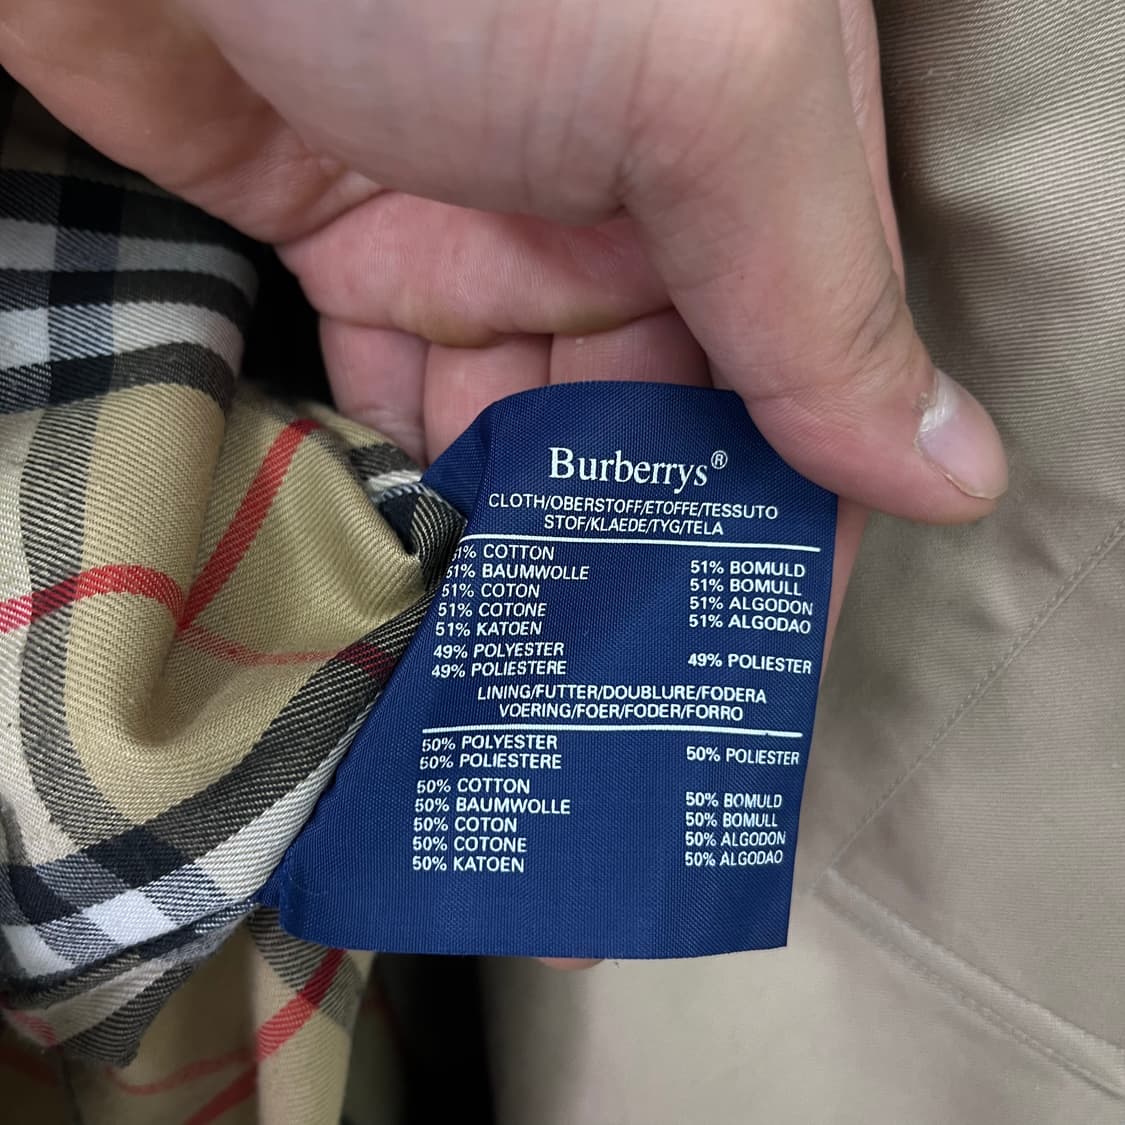 Burberrys®
CLOTH/OBERSTOFF/ETOFFE/TESSUTO
STOF/KLAEDE/TYG/TELA
51% COTTON
51% BAUMWOLLE
51% COTON
51% COTONE
51% KATOEN
51% BOMULD
51% BOMULL
51% ALGODON
51% ALGODAO
49% POLYESTER
49% POLIESTERE
49% POLIESTER
LINING/FUTTER/DOUBLURE/FODERA
VOERING/FOER/FODER/FORRO
50% POLYESTER
50% POLIESTERE
50% POLIESTER
50% COTTON
50% BAUMWOLLE
50% COTON
50% COTONE
50% KATOEN
50% BOMULD
50% BOMULL
50% ALGODON
50% ALGODAO